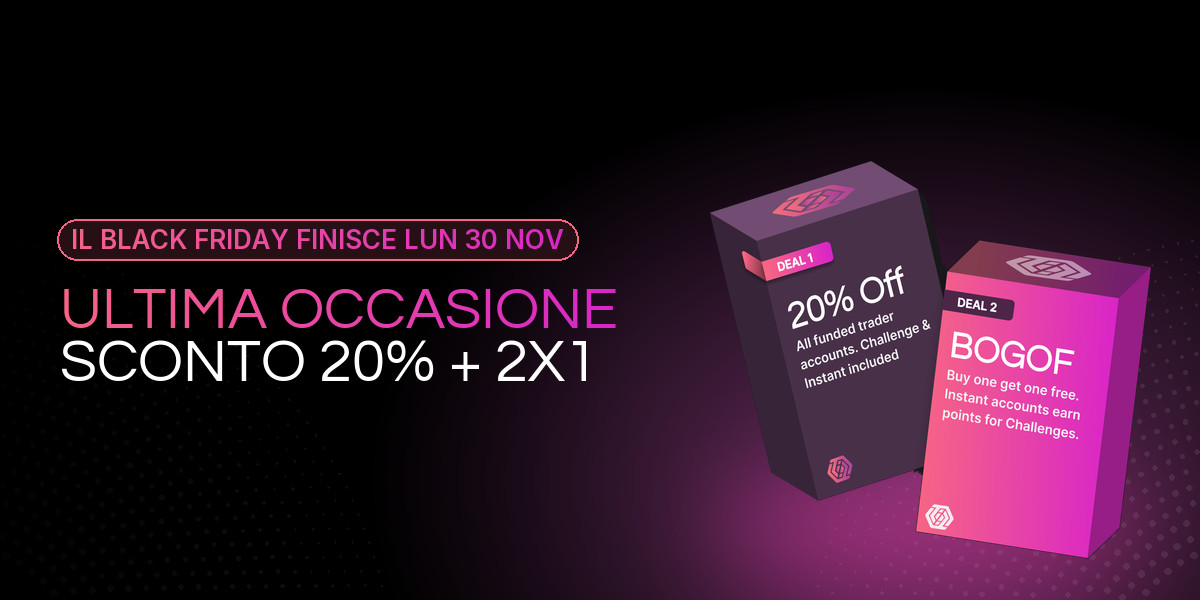 IL BLACK FRIDAY FINISCE LUN 30 NOV
ULTIMA OCCASIONE
SCONTO 20% + 2X1
DEAL 1
20% Off
All funded trader
accounts. Challenge &
Instant included
DEAL 2
BOGOF
Buy one get one free.
Instant accounts earn
points for Challenges.